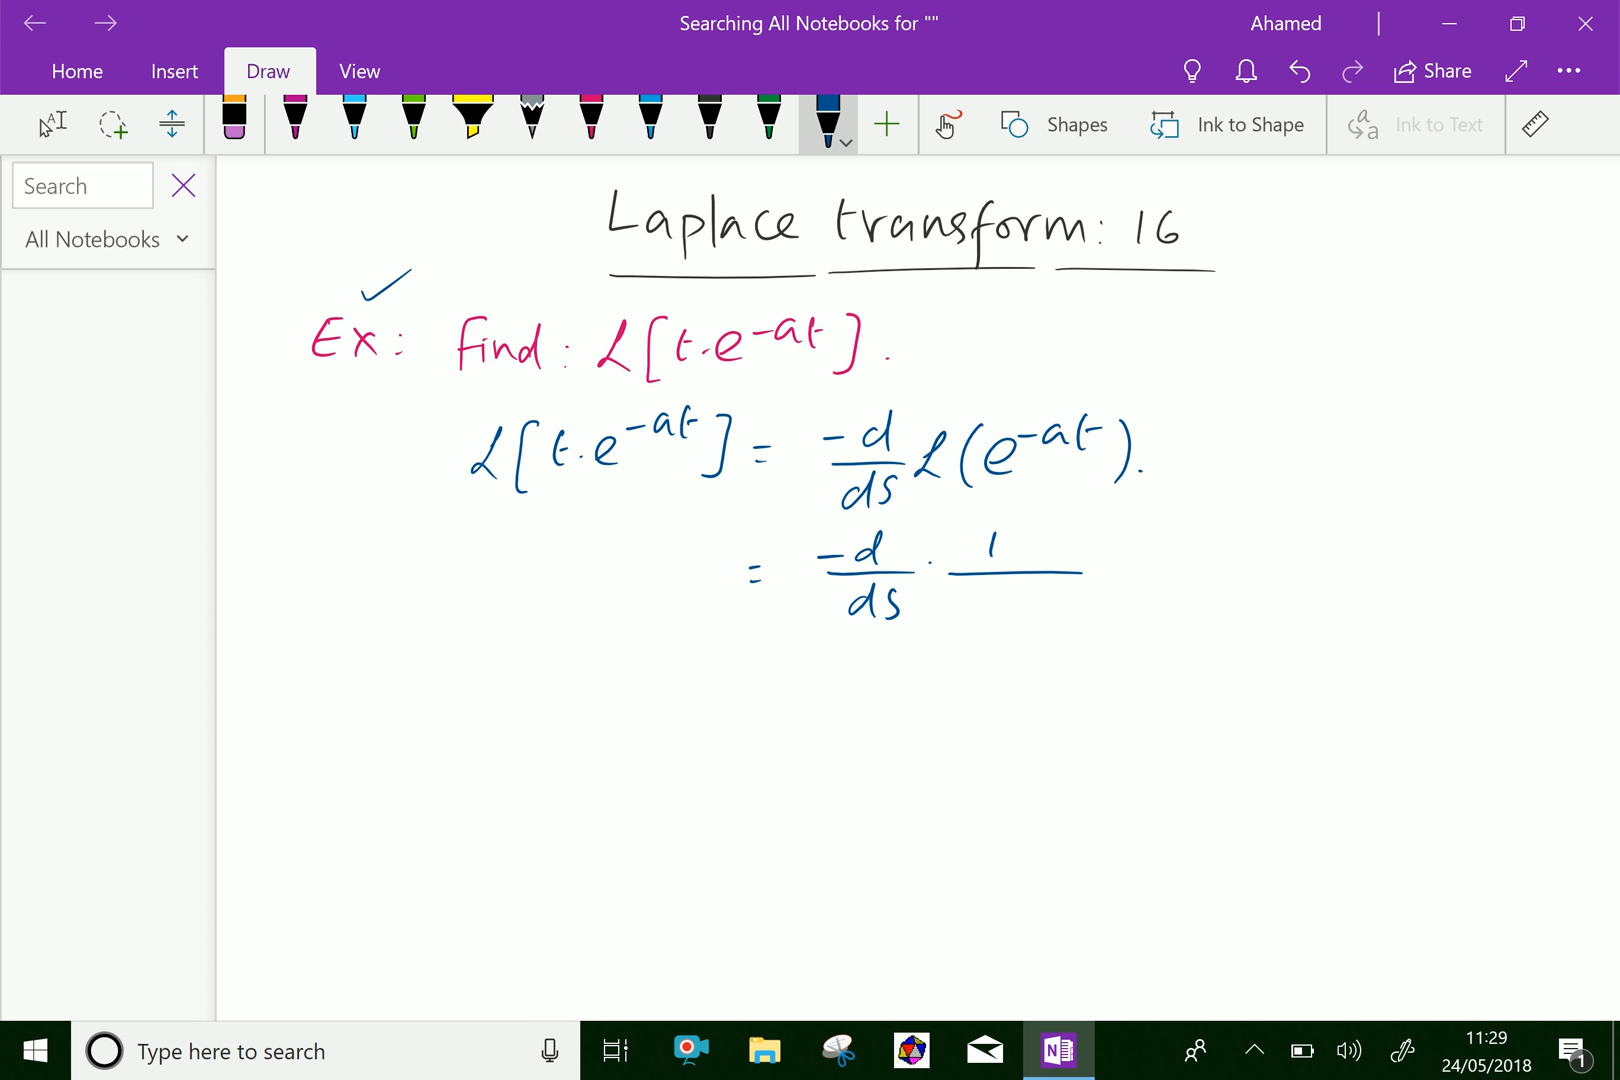 Searching All Notebooks for ""
Ahamed
Home Insert Draw View
Share
Shapes Ink to Shape Ink to Text
Search
All Notebooks
Laplace transform: 16
Ex: Find: ℒ[t.e^-at].
ℒ[t.e^-at] = -d/ds ℒ(e^-at).
= -d/ds . 1/
Type here to search
11:29
24/05/2018
1